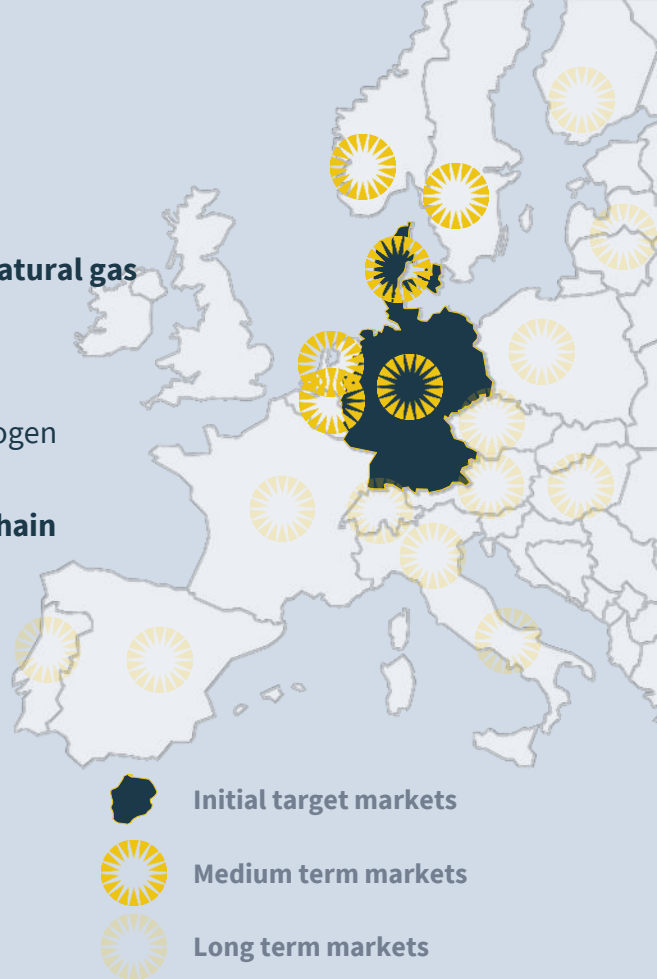 atural gas
ogen
hain
Initial target markets
Medium term markets
Long term markets